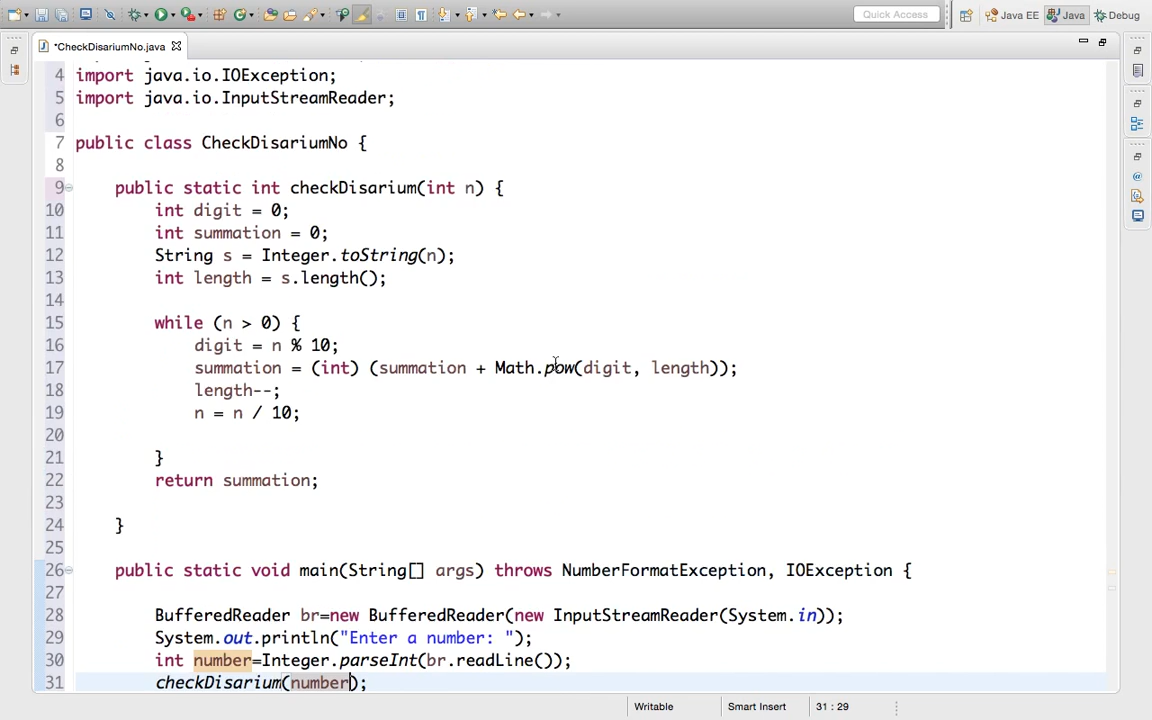 Quick Access
Java EE
Java
Debug
*CheckDisariumNo.java
4 import java.io.IOException;
5 import java.io.InputStreamReader;
6
7 public class CheckDisariumNo {
8
9 public static int checkDisarium(int n) {
10 int digit = 0;
11 int summation = 0;
12 String s = Integer.toString(n);
13 int length = s.length();
14
15 while (n > 0) {
16 digit = n % 10;
17 summation = (int) (summation + Math.pow(digit, length));
18 length--;
19 n = n / 10;
20
21 }
22 return summation;
23
24 }
25
26 public static void main(String[] args) throws NumberFormatException, IOException {
27
28 BufferedReader br=new BufferedReader(new InputStreamReader(System.in));
29 System.out.println("Enter a number: ");
30 int number=Integer.parseInt(br.readLine());
31 checkDisarium(number);
Writable
Smart Insert
31 : 29